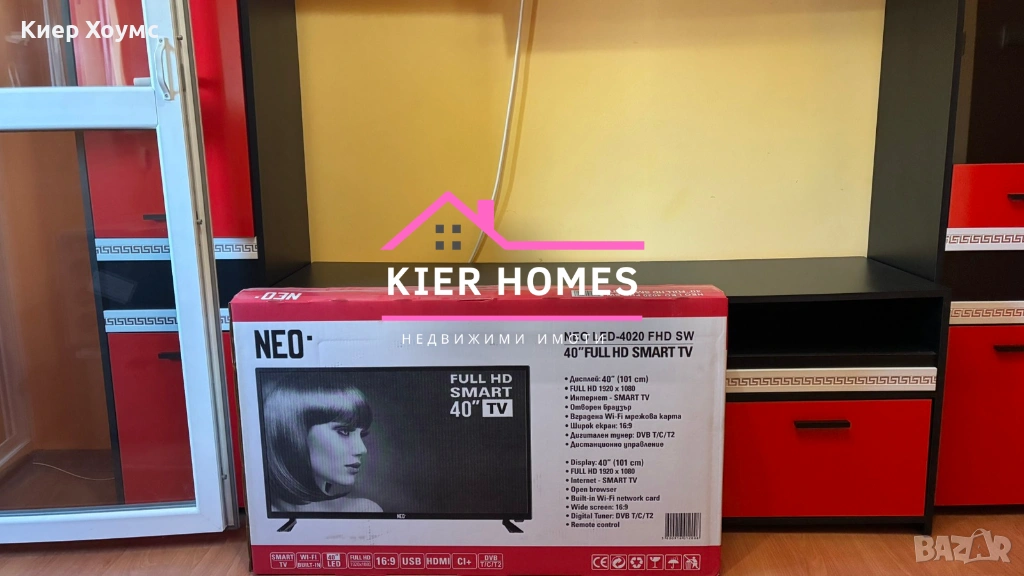 Киер Хоумс
KIER HOMES
НЕДВИЖИМИ ИМОТИ
NEO
NEO
NEO LED-4020 FHD SW
40" FULL HD SMART TV
FULL HD
SMART
40" TV
• Дисплей: 40" (101 cm)
• FULL HD 1920 x 1080
• Интернет - SMART TV
• Отворен браузър
• Вградена Wi-Fi мрежова карта
• Широк екран: 16:9
• Дигитален тунер: DVB T/C/T2
• Дистанционно управление
• Display: 40" (101 cm)
• FULL HD 1920 x 1080
• Internet - SMART TV
• Open browser
• Built-in Wi-Fi network card
• Wide screen: 16:9
• Digital Tuner: DVB T/C/T2
• Remote control
NEO
SMART TV
WI-FI BUILT-IN
40" LED
FULL HD
16:9
USB
HDMI
CI+
DVB T/C/T2
BAZAR